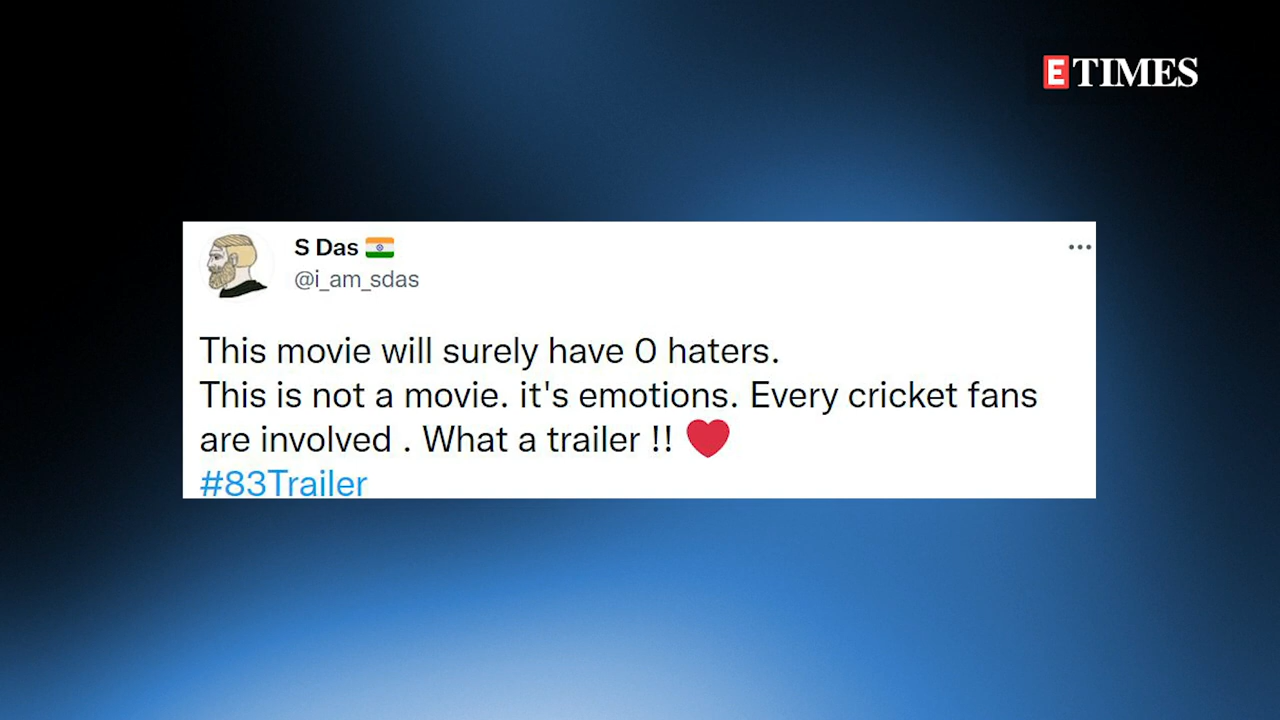 E TIMES
S Das 🇮🇳
@i_am_sdas
This movie will surely have 0 haters.
This is not a movie. it's emotions. Every cricket fans
are involved . What a trailer !! ❤️
#83Trailer